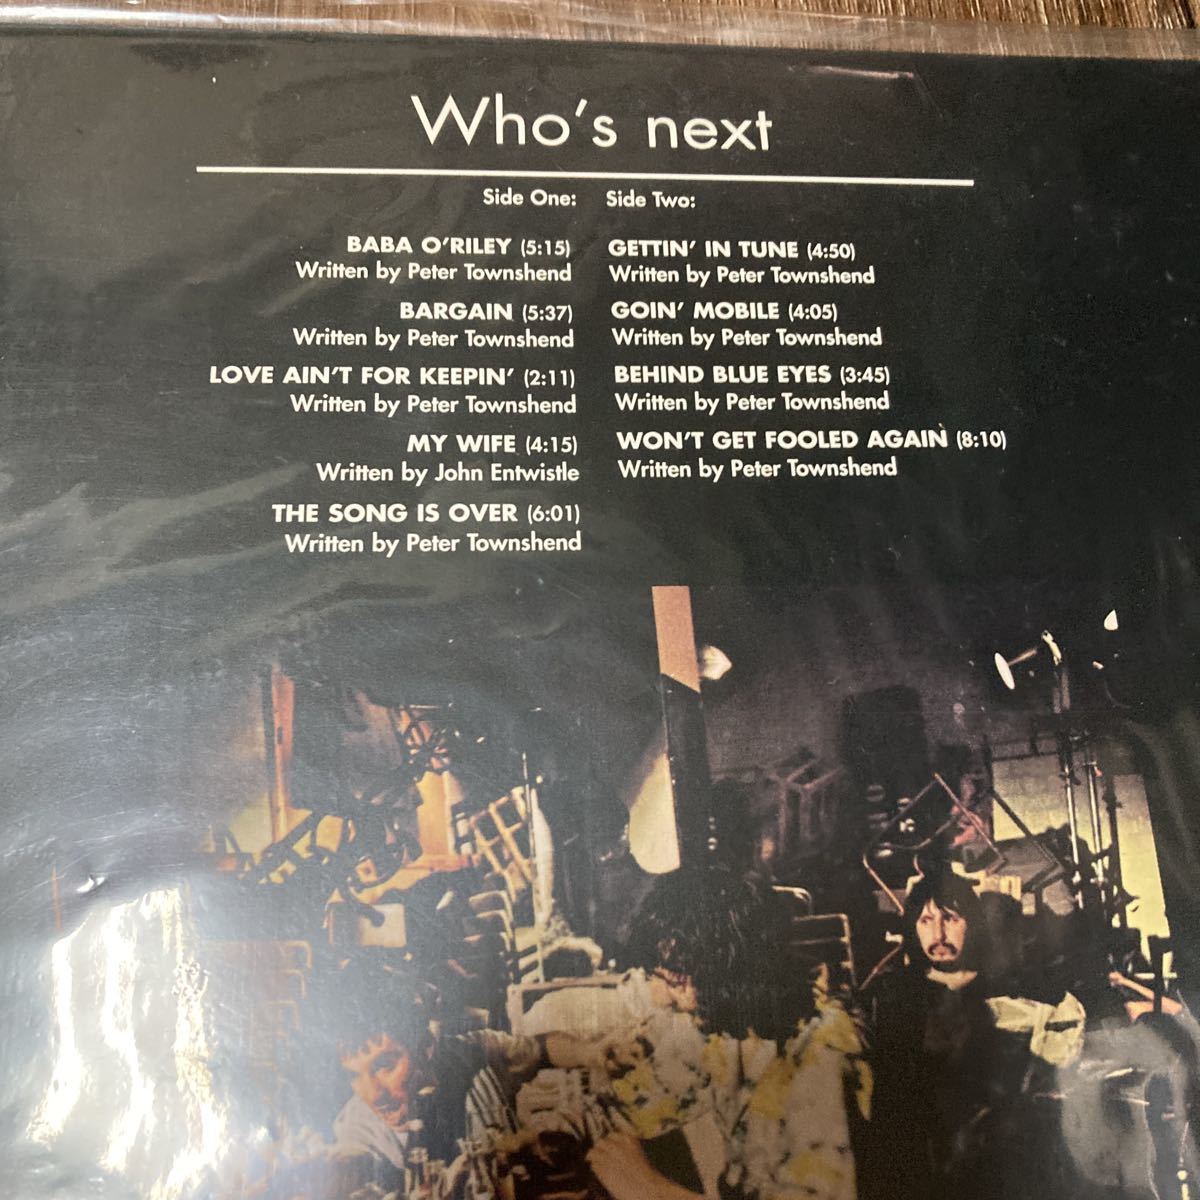 Who's next
Side One:
BABA O'RILEY (5:15)
Written by Peter Townshend
BARGAIN (5:37)
Written by Peter Townshend
LOVE AIN'T FOR KEEPIN' (2:11)
Written by Peter Townshend
MY WIFE (4:15)
Written by John Entwistle
THE SONG IS OVER (6:01)
Written by Peter Townshend
Side Two:
GETTIN' IN TUNE (4:50)
Written by Peter Townshend
GOIN' MOBILE (4:05)
Written by Peter Townshend
BEHIND BLUE EYES (3:45)
Written by Peter Townshend
WON'T GET FOOLED AGAIN (8:10)
Written by Peter Townshend